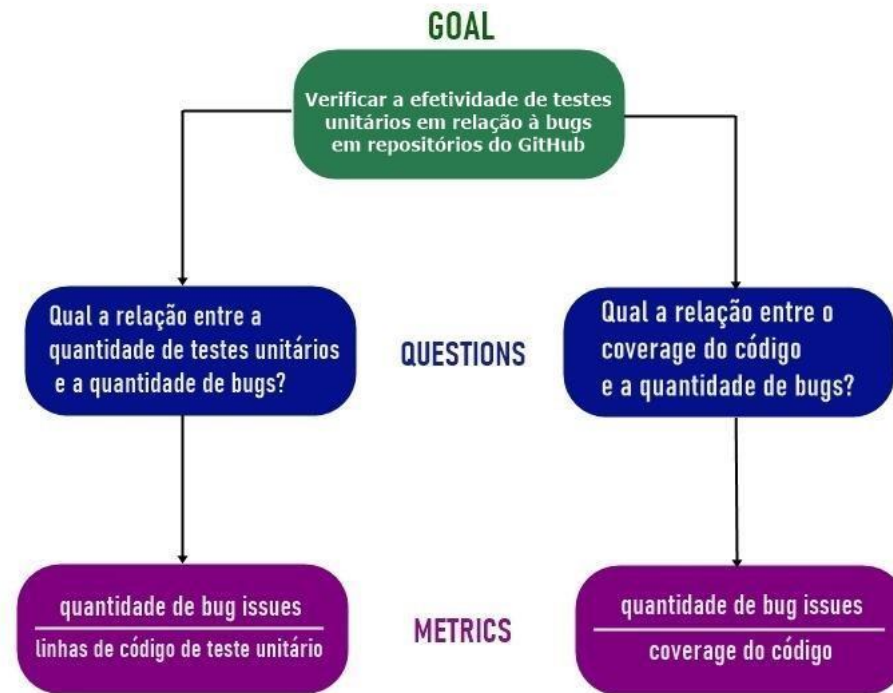 GOAL
Verificar a efetividade de testes
unitários em relação à bugs
em repositórios do GitHub
Qual a relação entre a
quantidade de testes unitários
e a quantidade de bugs?
QUESTIONS
Qual a relação entre o
coverage do código
e a quantidade de bugs?
quantidade de bug issues
linhas de código de teste unitário
METRICS
quantidade de bug issues
coverage do código